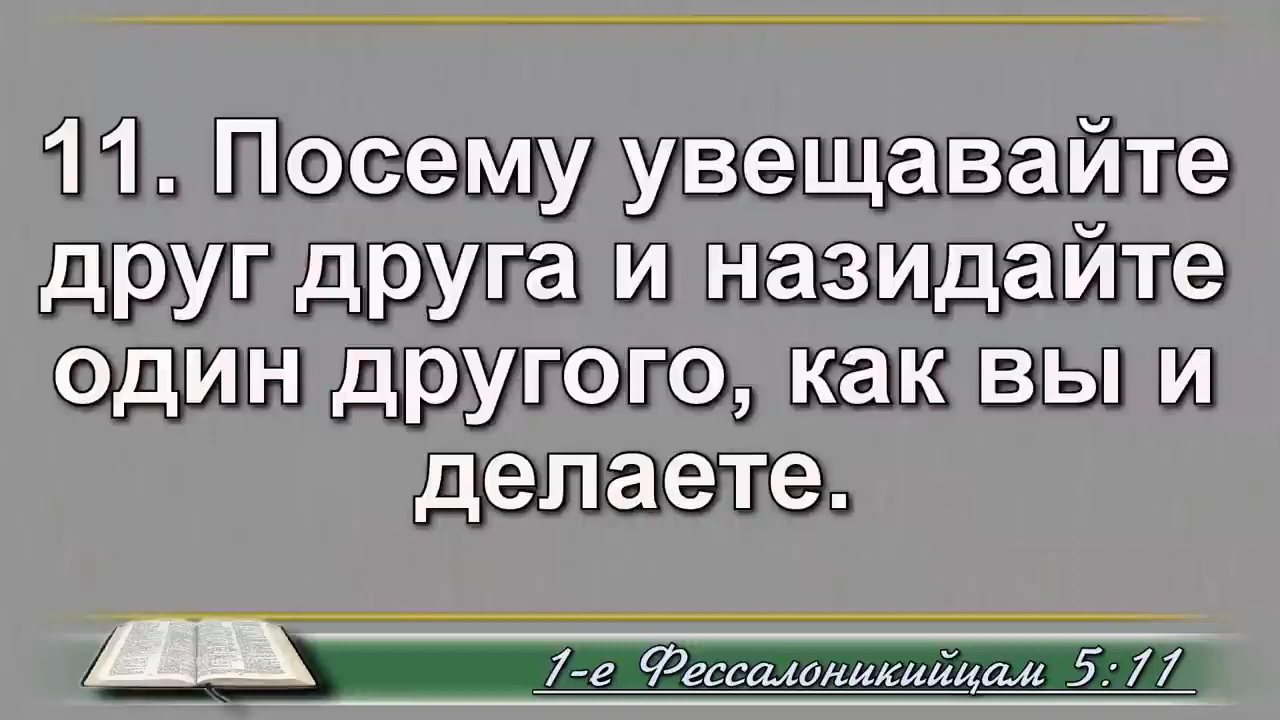 11. Посему увещавайте
друг друга и назидайте
один другого, как вы и
делаете.
1-е Фессалоникийцам 5:11